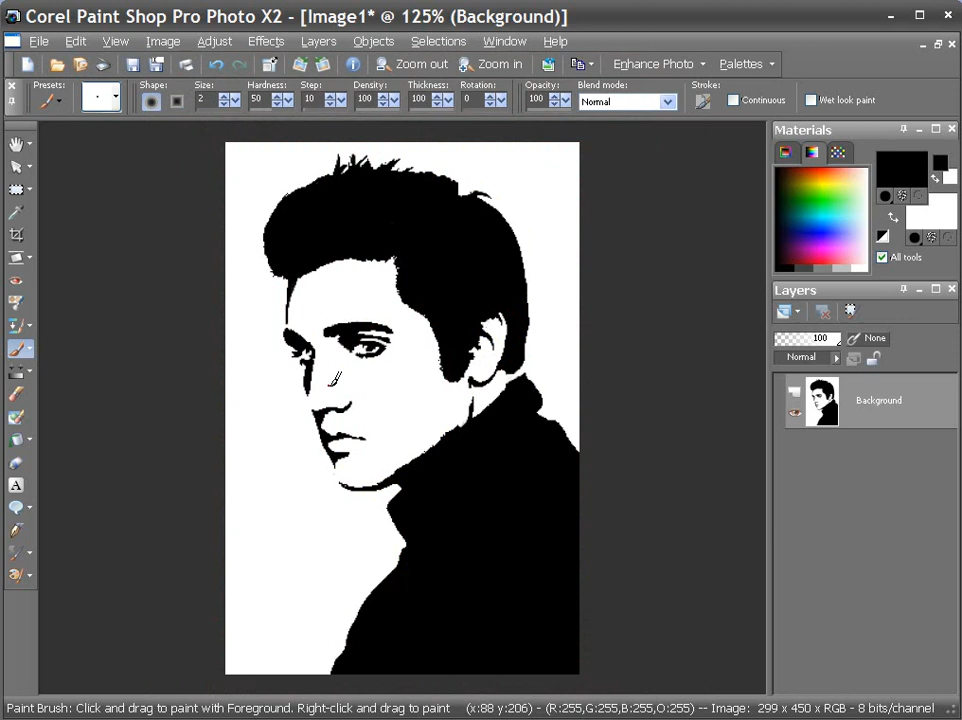 Corel Paint Shop Pro Photo X2 - [Image1* @ 125% (Background)]
File Edit View Image Adjust Effects Layers Objects Selections Window Help
Zoom out Zoom in Enhance Photo Palettes
Presets: Shape: Size: Hardness: Step: Density: Thickness: Rotation: Opacity: Blend mode: Stroke:
2 50 10 100 100 0 100 Normal Continuous Wet look paint
Materials
All tools
Layers
100 None
Normal
Background
A
Paint Brush: Click and drag to paint with Foreground. Right-click and drag to paint (x:88 y:206) - (R:255,G:255,B:255,O:255) -- Image: 299 x 450 x RGB - 8 bits/channel